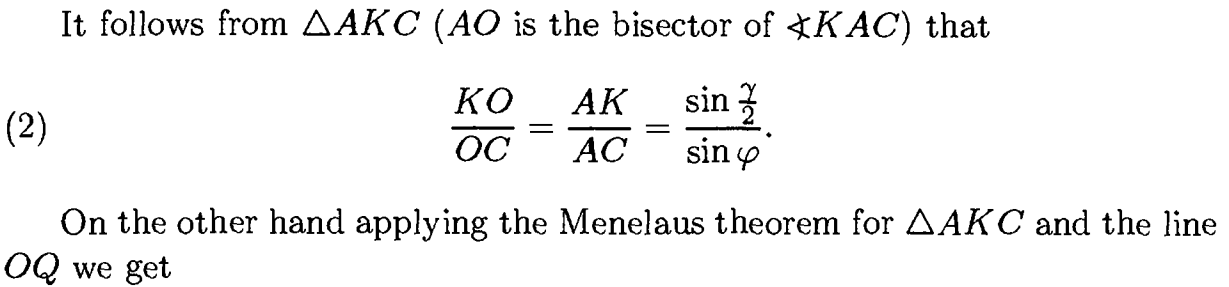 It follows from △AKC (AO is the bisector of ∢KAC) that
(2) KO/OC = AK/AC = sin γ/2 / sin φ.
On the other hand applying the Menelaus theorem for △AKC and the line
OQ we get